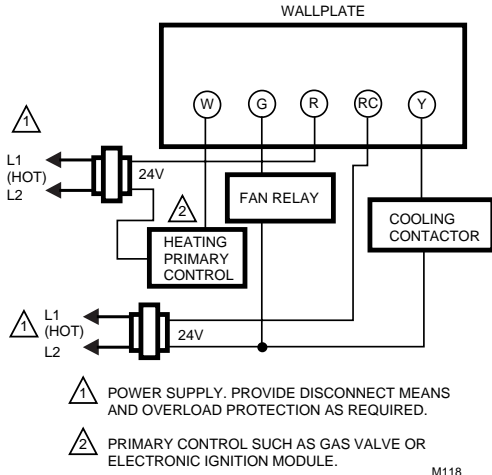 WALLPLATE
W G R RC Y
1
L1
(HOT)
L2
24V
2
HEATING
PRIMARY
CONTROL
FAN RELAY
COOLING
CONTACTOR
1
L1
(HOT)
L2
24V
1 POWER SUPPLY. PROVIDE DISCONNECT MEANS
AND OVERLOAD PROTECTION AS REQUIRED.
2 PRIMARY CONTROL SUCH AS GAS VALVE OR
ELECTRONIC IGNITION MODULE.
M118